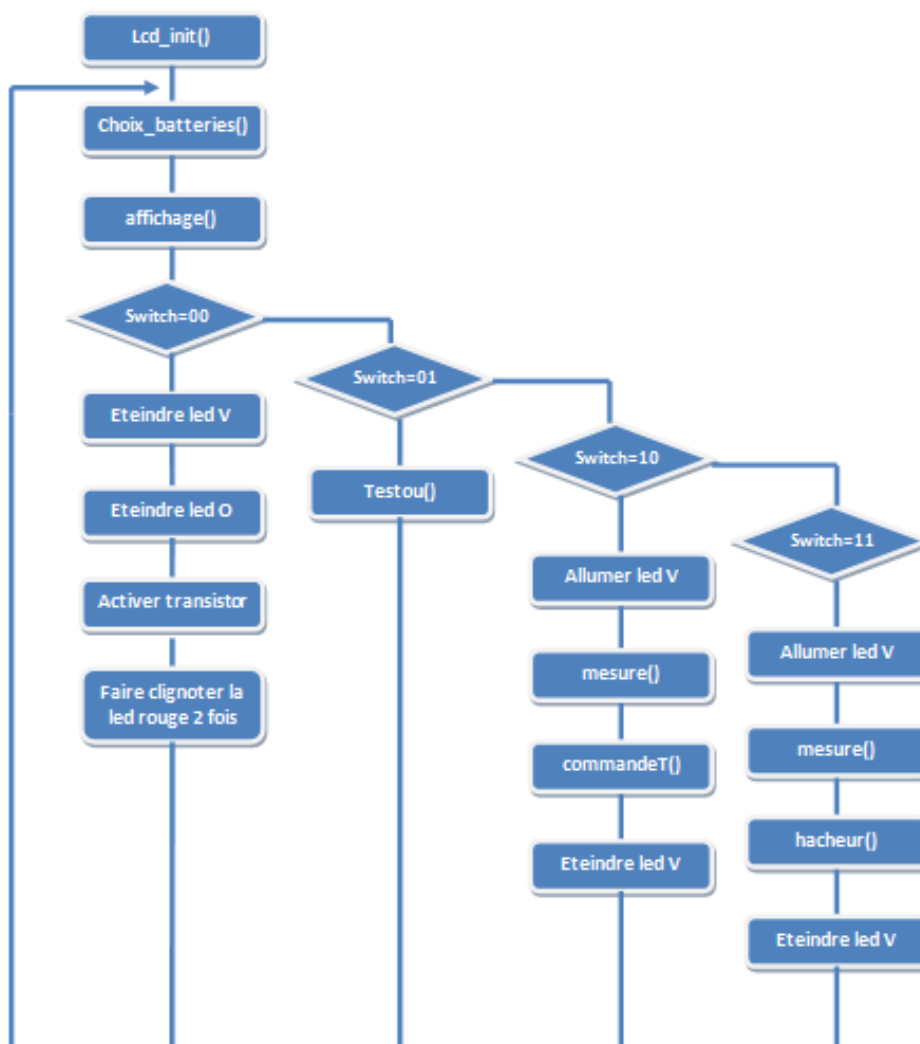 Lcd_init()
Choix_batteries()
affichage()
Switch=00
Eteindre led V
Eteindre led O
Activer transistor
Faire clignoter la
led rouge 2 fois
Switch=01
Testou()
Switch=10
Allumer led V
mesure()
commandeT()
Eteindre led V
Switch=11
Allumer led V
mesure()
hacheur()
Eteindre led V